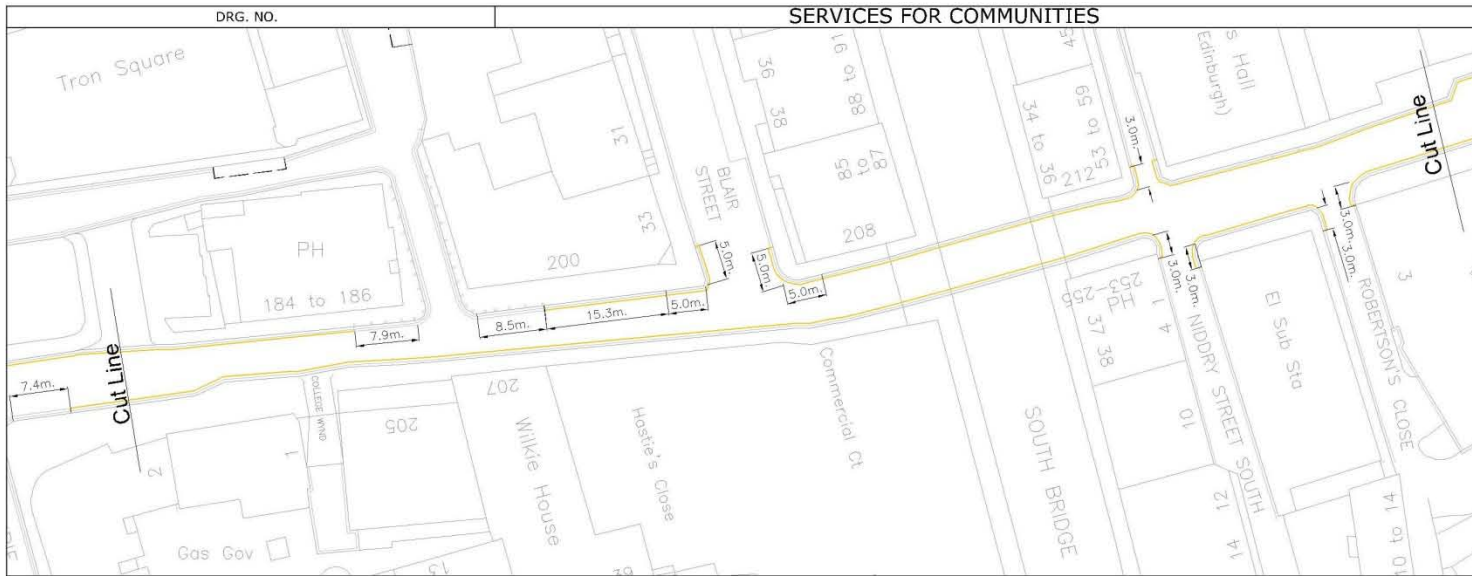 DRG. NO.
SERVICES FOR COMMUNITIES
Tron Square
PH
184 to 186
31
33
200
BLAIR
STREET
36
38
88 to 91
85 to
87
208
34 to 36
53 to 59
45
212
s Hall
Edinburgh)
3.0m.
Cut Line
Cut Line
7.4m.
7.9m.
8.5m.
15.3m.
5.0m.
5.0m.
5.0m.
5.0m.
3.0m.
3.0m.
3.0m.
3.0m.
COLLEGE WYND
205
207
Wilkie House
Hastie's Close
Commercial Ct
SOUTH BRIDGE
253-255
Hd
37 38
1
4
10
12
14
NIDDRY STREET SOUTH
El Sub Sta
ROBERTSON'S CLOSE
3
10 to 14
2
1
Gas Gov